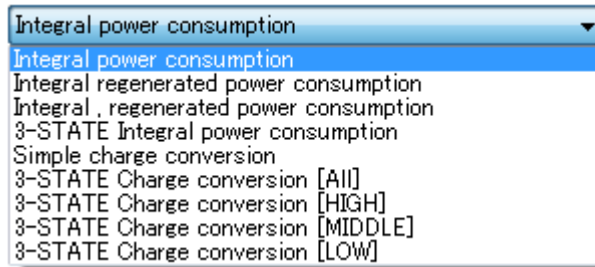 Integral power consumption
Integral power consumption
Integral regenerated power consumption
Integral , regenerated power consumption
3-STATE Integral power consumption
Simple charge conversion
3-STATE Charge conversion [All]
3-STATE Charge conversion [HIGH]
3-STATE Charge conversion [MIDDLE]
3-STATE Charge conversion [LOW]